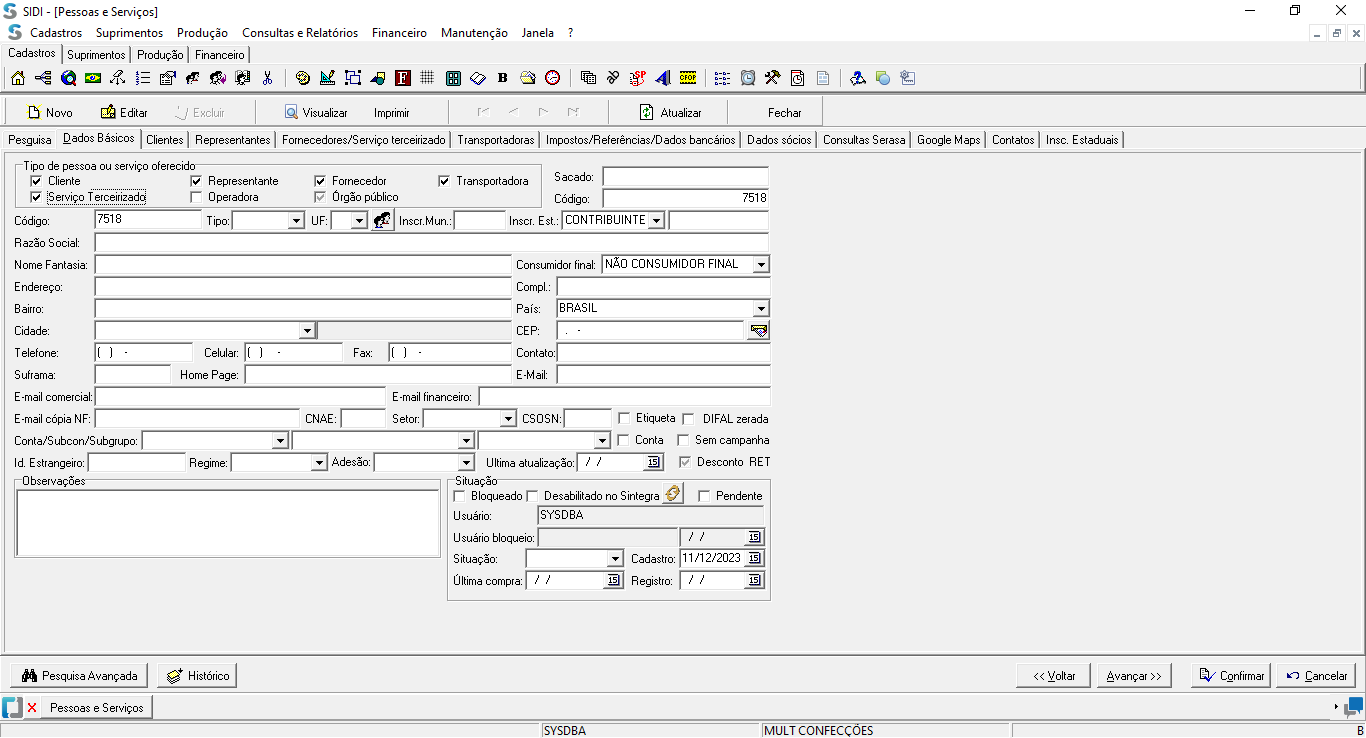 SIDI - [Pessoas e Serviços]
Cadastros Suprimentos Produção Consultas e Relatórios Financeiro Manutenção Janela ?
Cadastros Suprimentos Produção Financeiro
Novo Editar Excluir Visualizar Imprimir Atualizar Fechar
Pesquisa Dados Básicos Clientes Representantes Fornecedores/Serviço terceirizado Transportadoras Impostos/Referências/Dados bancários Dados sócios Consultas Serasa Google Maps Contatos Insc. Estaduais
Tipo de pessoa ou serviço oferecido
Cliente Representante Fornecedor Transportadora
Serviço Terceirizado Operadora Órgão público
Sacado:
Código: 7518
Código: 7518 Tipo: UF: Inscr.Mun.: Inscr. Est.: CONTRIBUINTE
Razão Social:
Nome Fantasia: Consumidor final: NÃO CONSUMIDOR FINAL
Endereço: Compl.:
Bairro: País: BRASIL
Cidade: CEP: . -
Telefone: ( ) - Celular: ( ) - Fax: ( ) - Contato:
Suframa: Home Page: E-Mail:
E-mail comercial: E-mail financeiro:
E-mail cópia NF: CNAE: Setor: CSOSN: Etiqueta DIFAL zerada
Conta/Subcon/Subgrupo: Conta Sem campanha
Id. Estrangeiro: Regime: Adesão: Ultima atualização: / / 15 Desconto RET
Observações
Situação
Bloqueado Desabilitado no Sintegra Pendente
Usuário: SYSDBA
Usuário bloqueio: / / 15
Situação: Cadastro: 11/12/2023 15
Última compra: / / 15 Registro: / / 15
Pesquisa Avançada Histórico << Voltar Avançar >> Confirmar Cancelar
Pessoas e Serviços
SYSDBA MULT CONFECÇÕES B